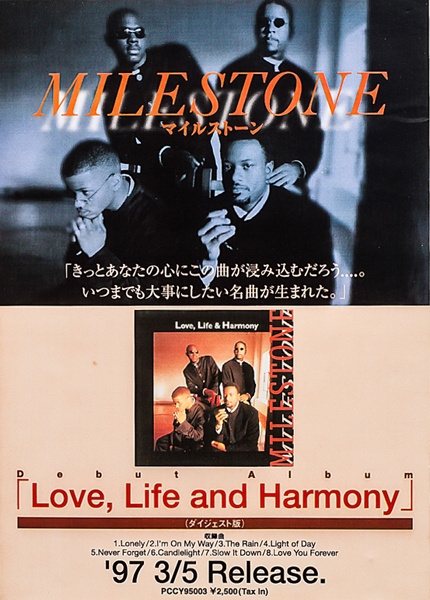 MILESTONE
マイルストーン
「きっとあなたの心にこの曲が浸み込むだろう....。
いつまでも大事にしたい名曲が生まれた。」
Love, Life & Harmony
MILESTONE
Debut Album
「Love, Life and Harmony」
(ダイジェスト版)
収録曲
1.Lonely/2.I'm On My Way/3.The Rain/4.Light of Day
5.Never Forget/6.Candlelight/7.Slow It Down/8.Love You Forever
'97 3/5 Release.
PCCY95003 ¥2,500(Tax in)